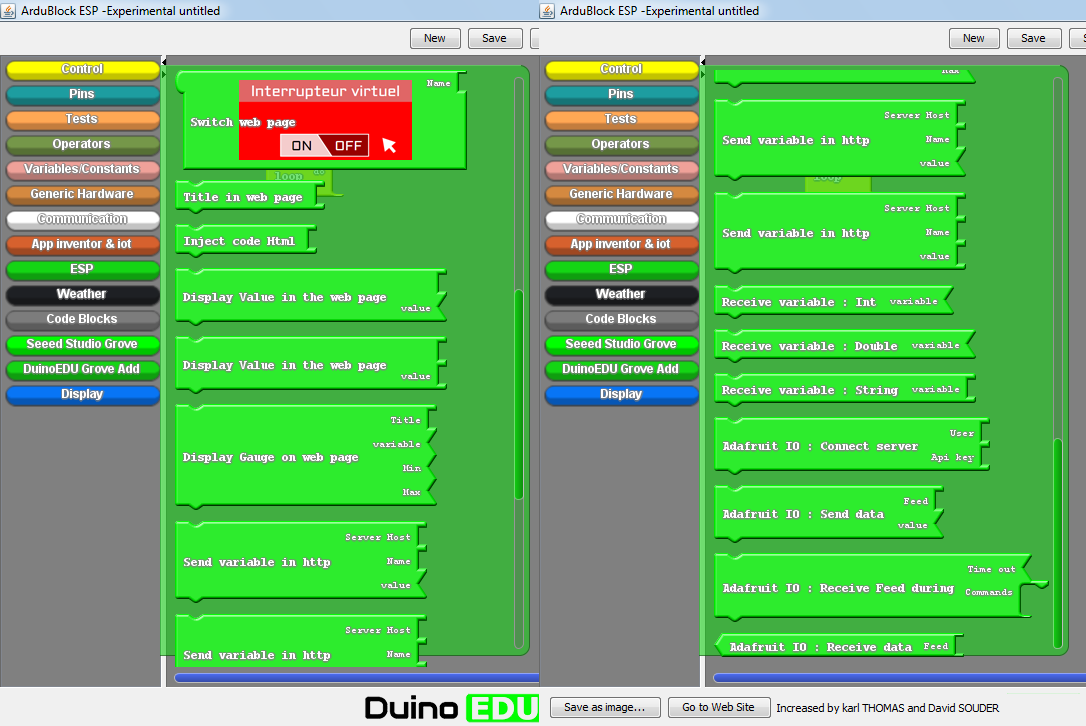 ArduBlock ESP -Experimental untitled
New
Save
Control
Pins
Tests
Operators
Variables/Constants
Generic Hardware
Communication
App inventor & iot
ESP
Weather
Code Blocks
Seeed Studio Grove
DuinoEDU Grove Add
Display
Name
Interrupteur virtuel
Switch web page
ON OFF
loop do
Title in web page
Inject code Html
Display Value in the web page
value
Display Value in the web page
value
Display Gauge on web page
Title
variable
Min
Max
Send variable in http
Server Host
Name
value
Send variable in http
Server Host
Name
Duino EDU
ArduBlock ESP -Experimental untitled
New
Save
S
Control
Pins
Tests
Operators
Variables/Constants
Generic Hardware
Communication
App inventor & iot
ESP
Weather
Code Blocks
Seeed Studio Grove
DuinoEDU Grove Add
Display
Max
Send variable in http
Server Host
Name
value
loop
Send variable in http
Server Host
Name
value
Receive variable : Int variable
Receive variable : Double variable
Receive variable : String variable
Adafruit IO : Connect server
User
Api key
Adafruit IO : Send data
Feed
value
Adafruit IO : Receive Feed during
Time out
Commands
Adafruit IO : Receive data Feed
Save as image...
Go to Web Site
Increased by karl THOMAS and David SOUDER